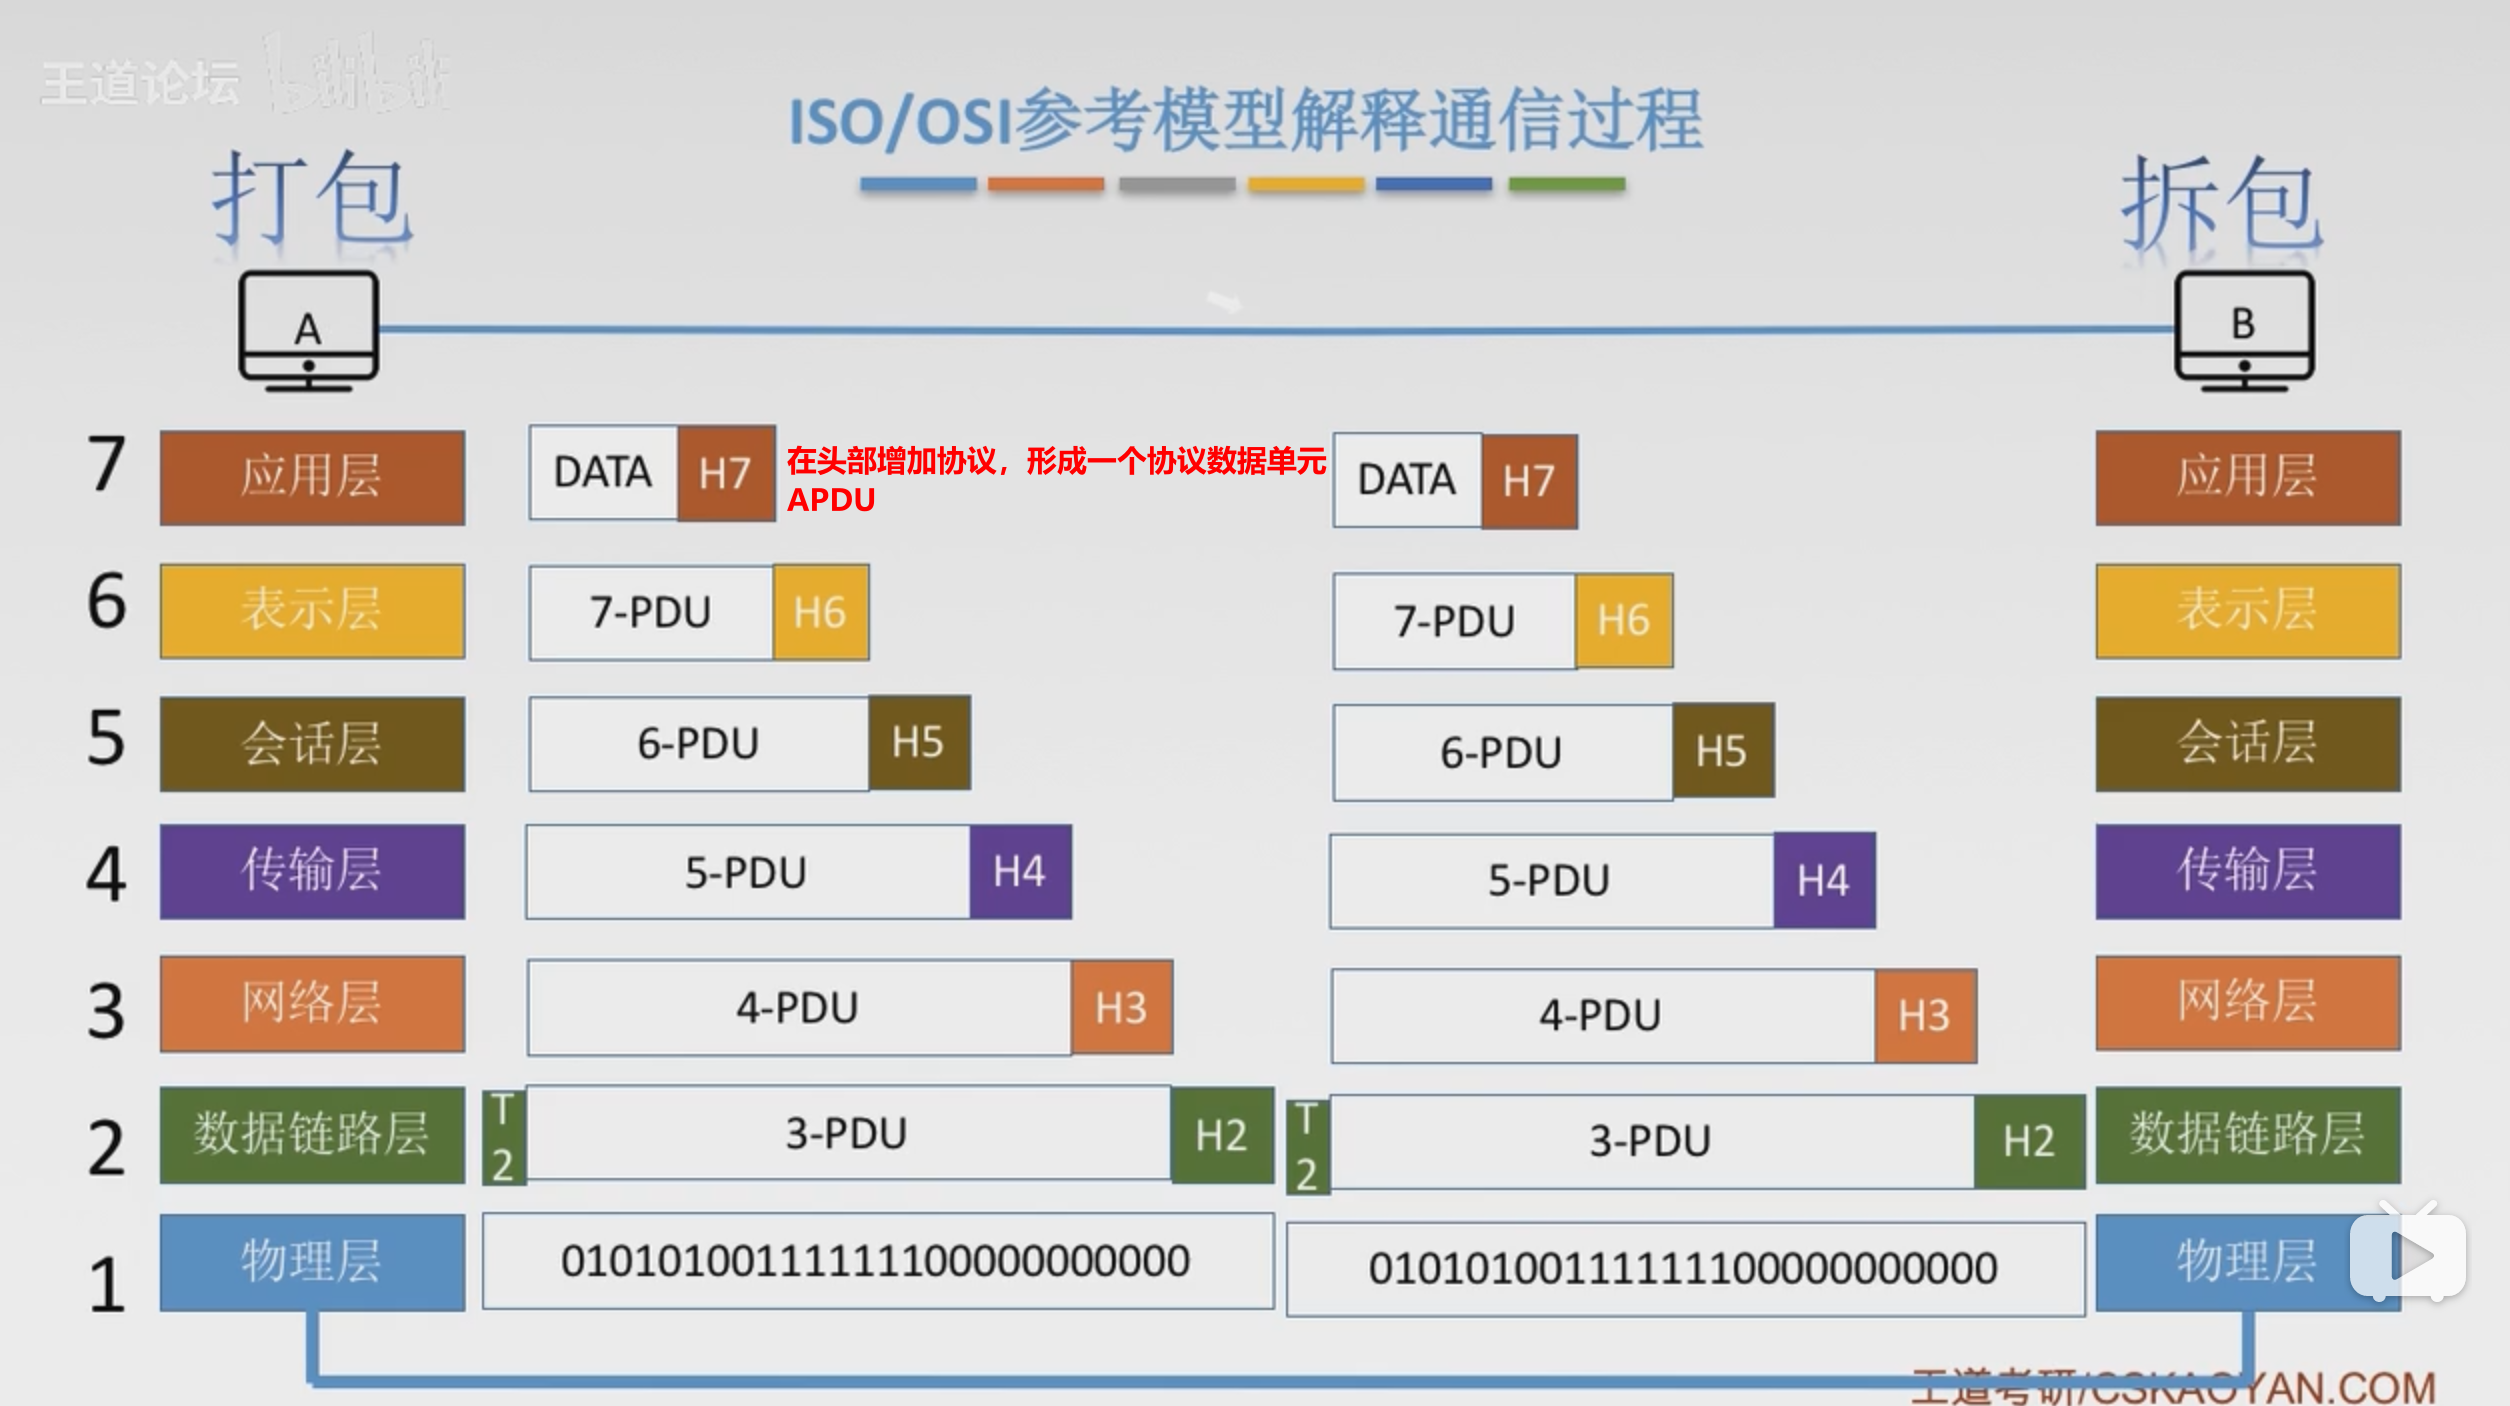 王道论坛 bilibili
ISO/OSI参考模型解释通信过程
打包
拆包
A
B
7 应用层 DATA H7 在头部增加协议，形成一个协议数据单元 DATA H7 应用层
APDU
6 表示层 7-PDU H6 7-PDU H6 表示层
5 会话层 6-PDU H5 6-PDU H5 会话层
4 传输层 5-PDU H4 5-PDU H4 传输层
3 网络层 4-PDU H3 4-PDU H3 网络层
2 数据链路层 T2 3-PDU H2 T2 3-PDU H2 数据链路层
1 物理层 01010100111111100000000000 01010100111111100000000000 物理层
王道考研/CSKAOYAN.COM